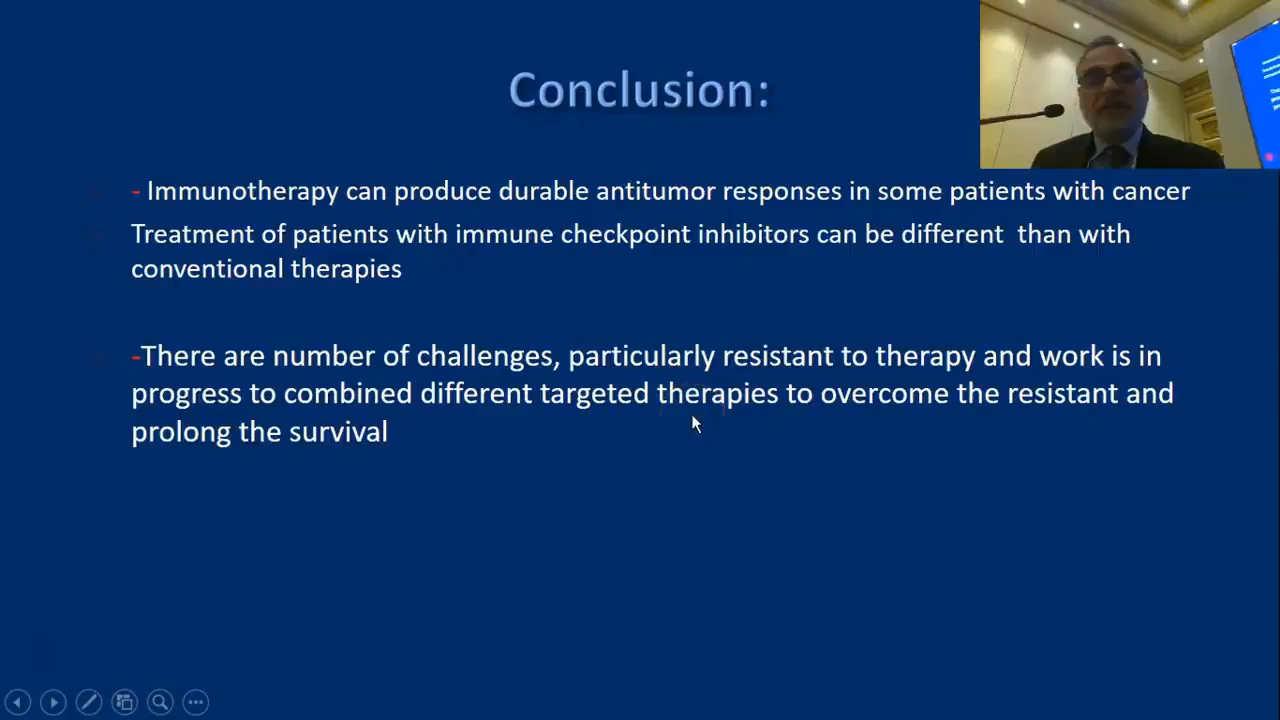 Conclusion:
- Immunotherapy can produce durable antitumor responses in some patients with cancer
Treatment of patients with immune checkpoint inhibitors can be different  than with
conventional therapies
-There are number of challenges, particularly resistant to therapy and work is in
progress to combined different targeted therapies to overcome the resistant and
prolong the survival